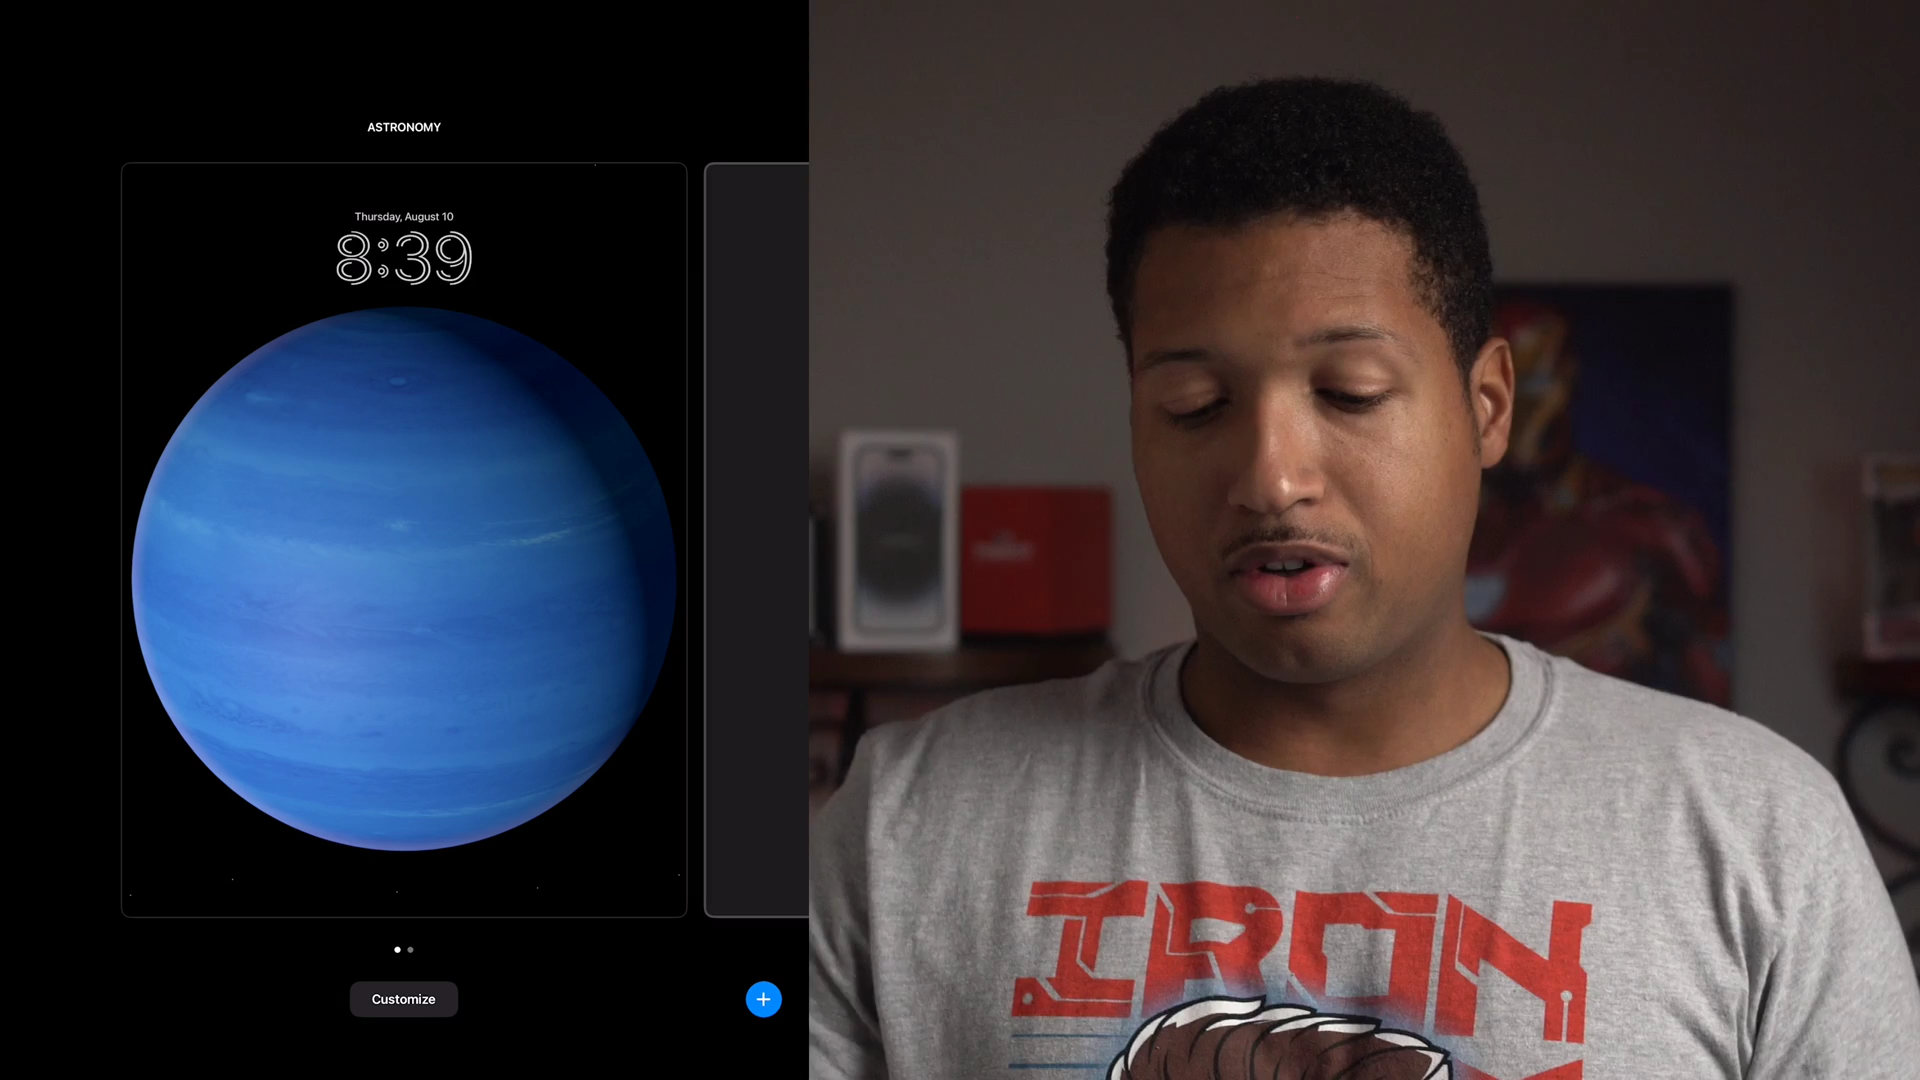 ASTRONOMY
Thursday, August 10
8:39
Customize
IRON